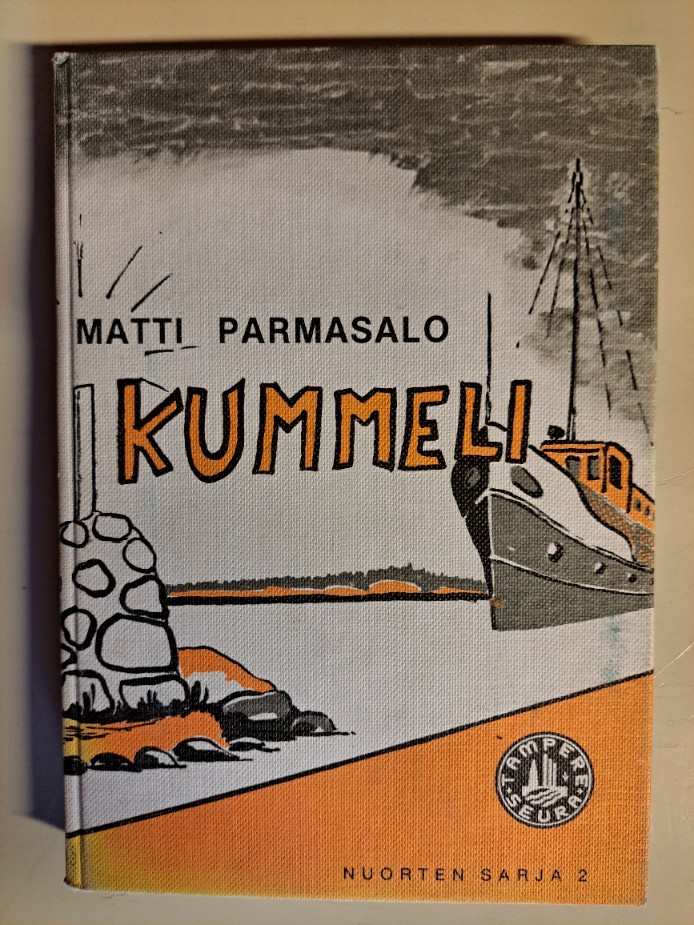 MATTI PARMASALO
KUMMELI
TAMPERE
SEURA
NUORTEN SARJA 2